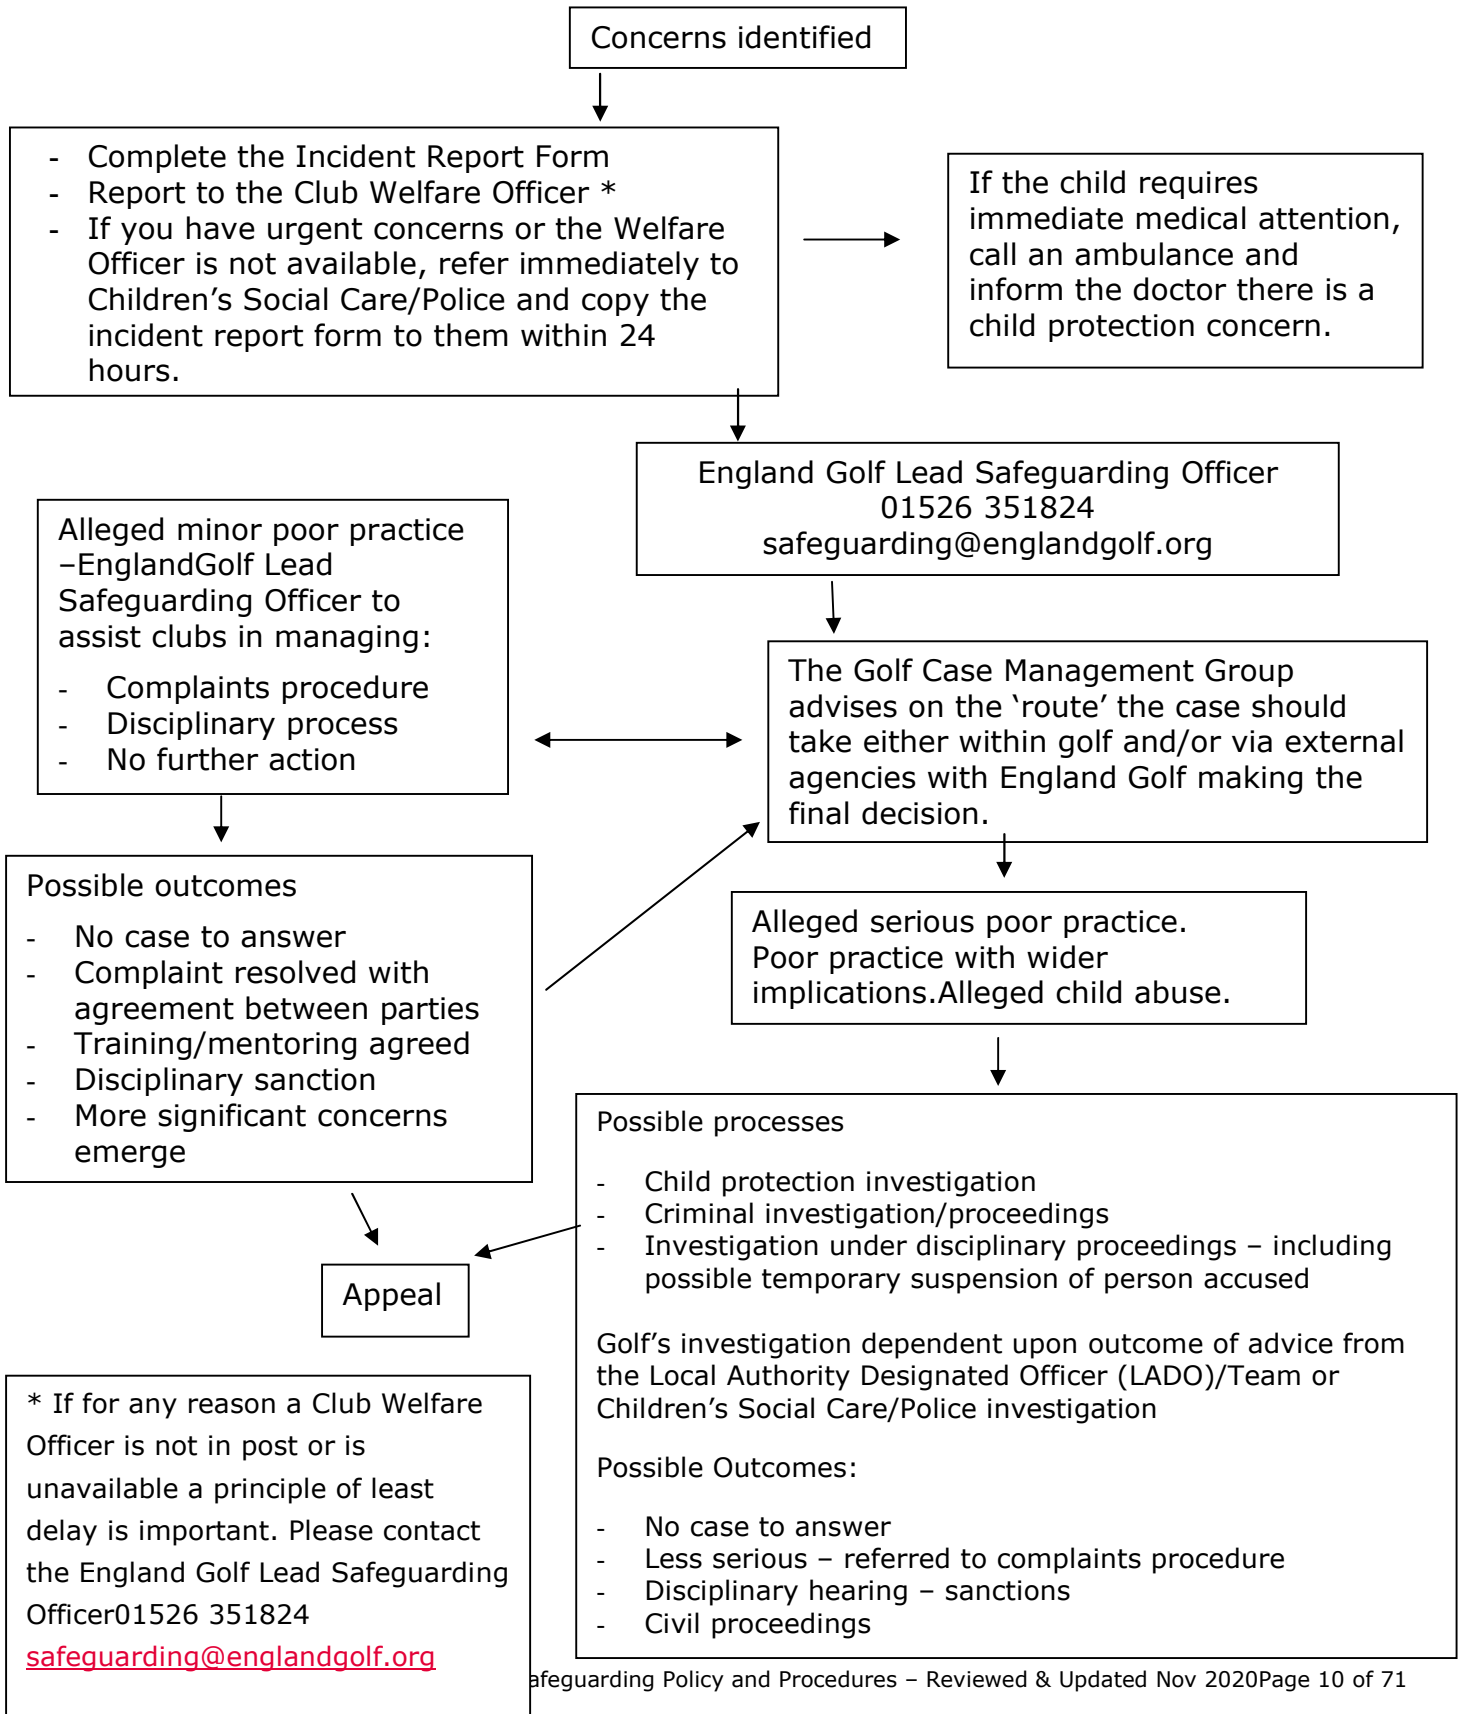 Concerns identified
- Complete the Incident Report Form
- Report to the Club Welfare Officer *
- If you have urgent concerns or the Welfare
Officer is not available, refer immediately to
Children’s Social Care/Police and copy the
incident report form to them within 24
hours.
If the child requires
immediate medical attention,
call an ambulance and
inform the doctor there is a
child protection concern.
England Golf Lead Safeguarding Officer
01526 351824
safeguarding@englandgolf.org
Alleged minor poor practice
–EnglandGolf Lead
Safeguarding Officer to
assist clubs in managing:
- Complaints procedure
- Disciplinary process
- No further action
The Golf Case Management Group
advises on the ‘route’ the case should
take either within golf and/or via external
agencies with England Golf making the
final decision.
Possible outcomes
- No case to answer
- Complaint resolved with
agreement between parties
- Training/mentoring agreed
- Disciplinary sanction
- More significant concerns
emerge
Alleged serious poor practice.
Poor practice with wider
implications.Alleged child abuse.
Possible processes
- Child protection investigation
- Criminal investigation/proceedings
- Investigation under disciplinary proceedings – including
possible temporary suspension of person accused
Golf’s investigation dependent upon outcome of advice from
the Local Authority Designated Officer (LADO)/Team or
Children’s Social Care/Police investigation
Possible Outcomes:
- No case to answer
- Less serious – referred to complaints procedure
- Disciplinary hearing – sanctions
- Civil proceedings
Appeal
* If for any reason a Club Welfare
Officer is not in post or is
unavailable a principle of least
delay is important. Please contact
the England Golf Lead Safeguarding
Officer01526 351824
safeguarding@englandgolf.org
afeguarding Policy and Procedures – Reviewed & Updated Nov 2020Page 10 of 71